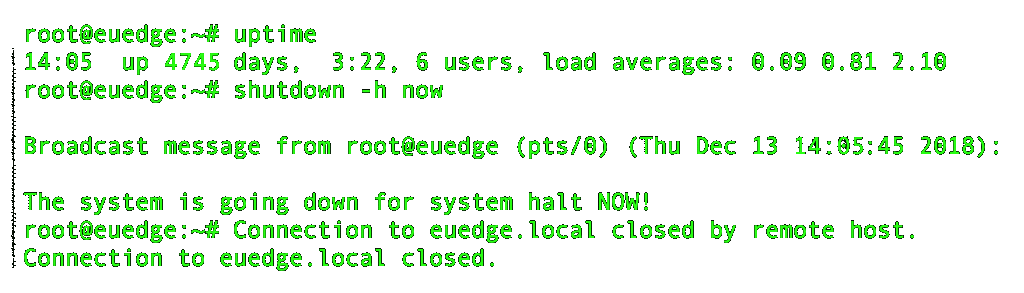 root@euedge:~# uptime
14:05  up 4745 days,  3:22, 6 users, load averages: 0.09 0.81 2.10
root@euedge:~# shutdown -h now
Broadcast message from root@euedge (pts/0) (Thu Dec 13 14:05:45 2018):
The system is going down for system halt NOW!
root@euedge:~# Connection to euedge.local closed by remote host.
Connection to euedge.local closed.